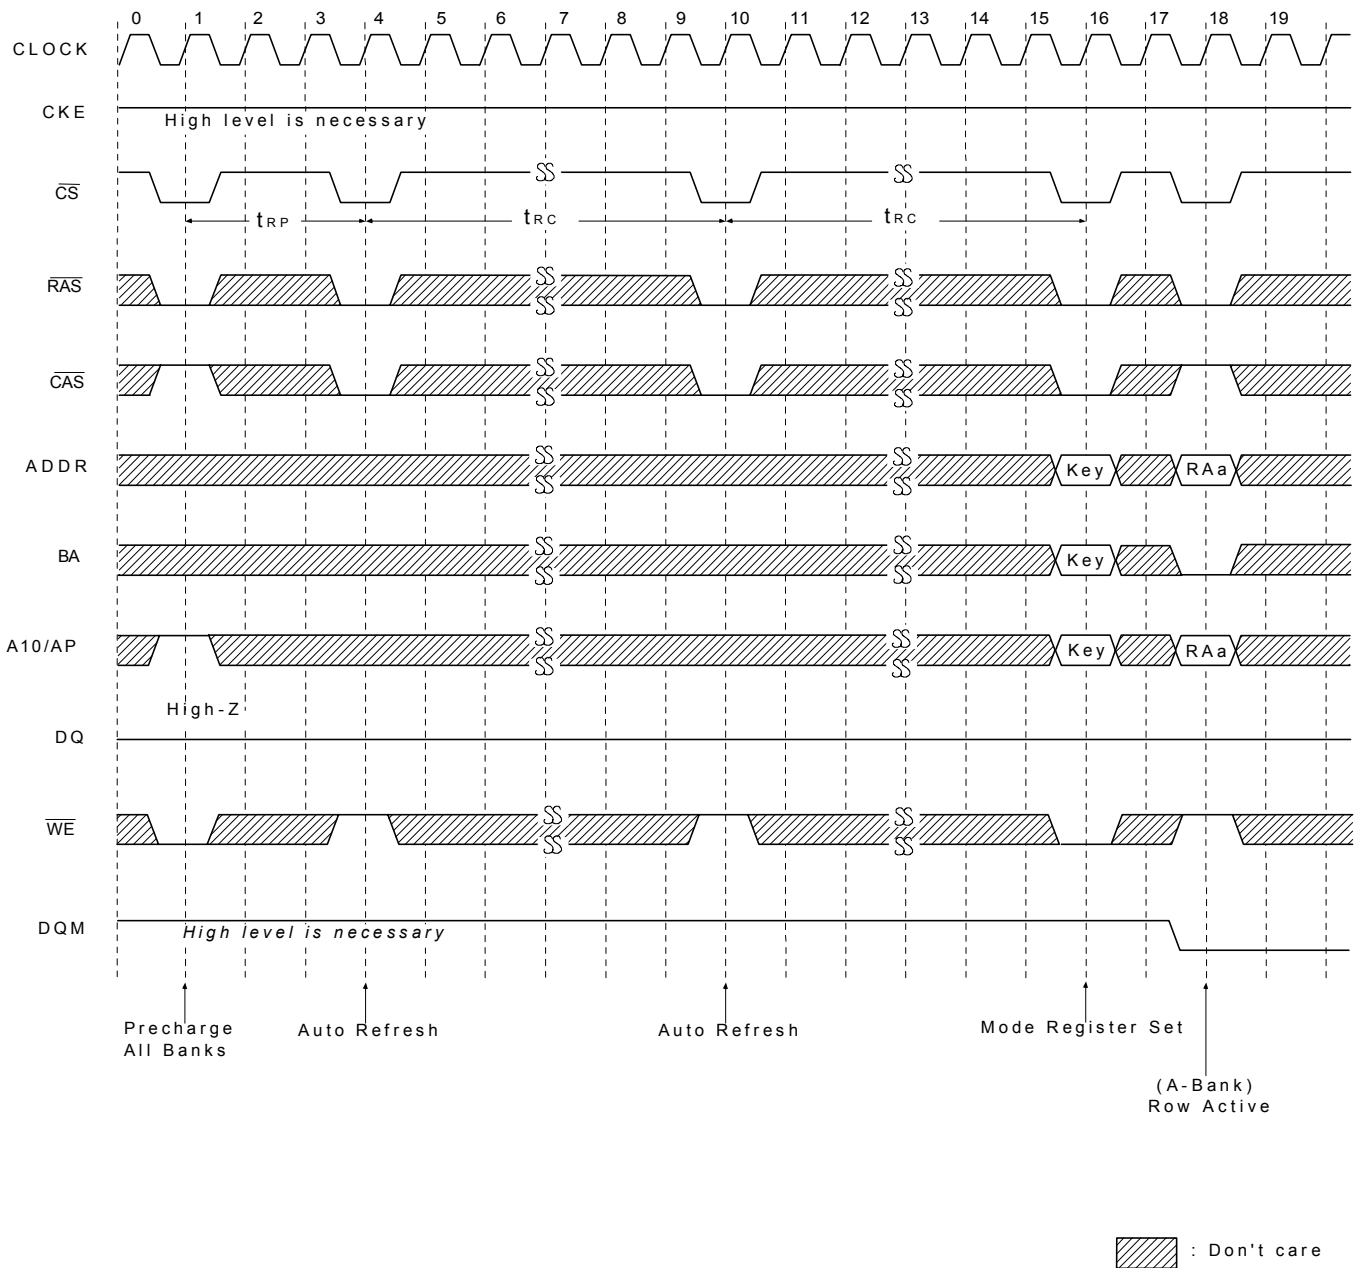 0 1 2 3 4 5 6 7 8 9 10 11 12 13 14 15 16 17 18 19
CLOCK
CKE
High level is necessary
CS
tRP tRC tRC
RAS
CAS
ADDR Key RAa
BA Key
A10/AP Key RAa
High-Z
DQ
WE
DQM
High level is necessary
Precharge
All Banks
Auto Refresh
Auto Refresh
Mode Register Set
(A-Bank)
Row Active
: Don't care